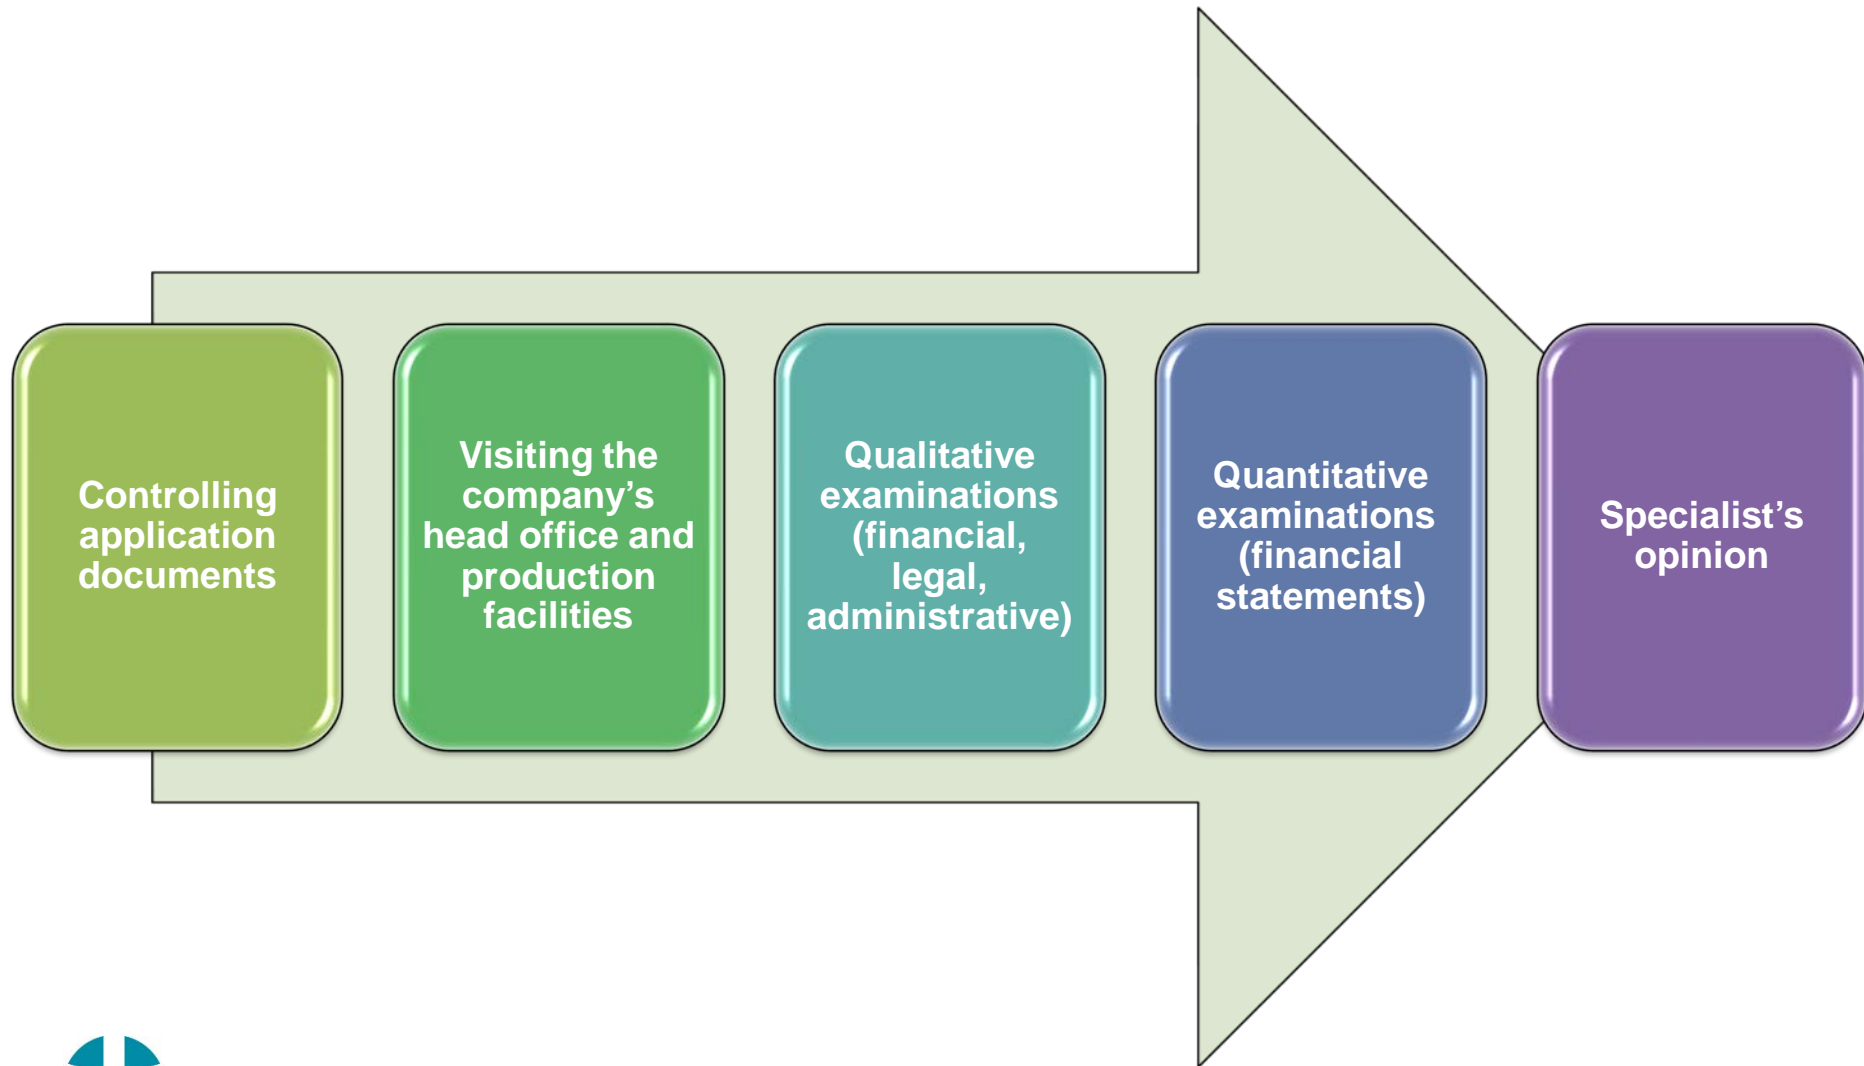 Controlling
application
documents
Visiting the
company’s
head office and
production
facilities
Qualitative
examinations
(financial,
legal,
administrative)
Quantitative
examinations
(financial
statements)
Specialist’s
opinion